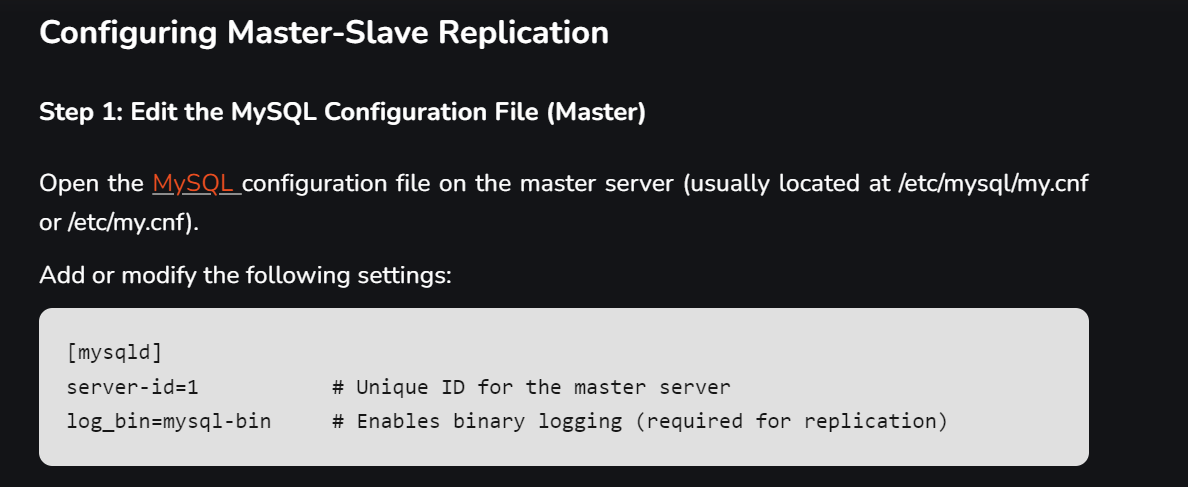 Configuring Master-Slave Replication
Step 1: Edit the MySQL Configuration File (Master)
Open the MySQL configuration file on the master server (usually located at /etc/mysql/my.cnf
or /etc/my.cnf).
Add or modify the following settings:
[mysqld]
server-id=1           # Unique ID for the master server
log_bin=mysql-bin     # Enables binary logging (required for replication)